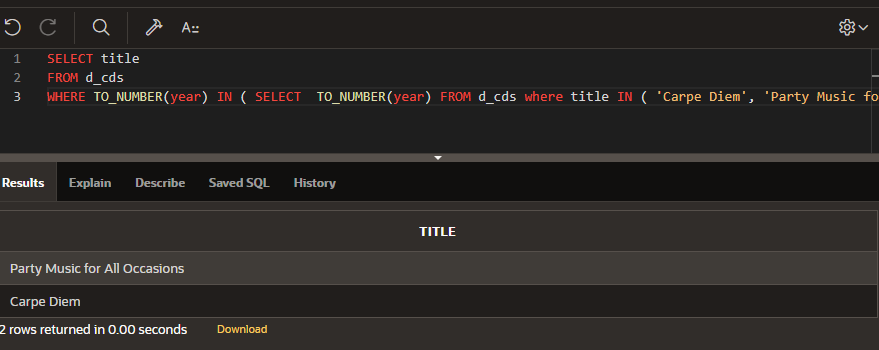 A::
1 SELECT title
2 FROM d_cds
3 WHERE TO_NUMBER(year) IN ( SELECT  TO_NUMBER(year) FROM d_cds where title IN ( 'Carpe Diem', 'Party Music fo
Results Explain Describe Saved SQL History
TITLE
Party Music for All Occasions
Carpe Diem
2 rows returned in 0.00 seconds Download